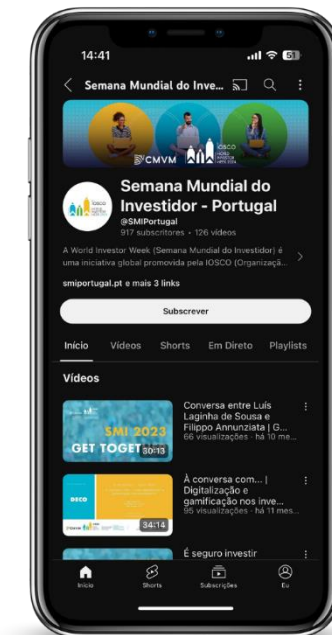 14:41
51
Semana Mundial do Inve...
CMVM
iosco
Semana Mundial do
Investidor - Portugal
@SMIPortugal
917 subscritores • 126 vídeos
A World Investor Week (Semana Mundial do Investidor) é
uma iniciativa global promovida pela IOSCO (Organizaçã...
smiportugal.pt e mais 3 links
Subscrever
Início Vídeos Shorts Em Direto Playlists
Vídeos
SMI 2023
GET TOGET
30:13
Conversa entre Luís
Laginha de Sousa e
Filippo Annunziata | G...
66 visualizações · há 10 me...
DECO
34:14
À conversa com... |
Digitalização e
gamificação nos inve...
95 visualizações · há 11 mes...
É seguro investir
Início Shorts Subscrições Eu